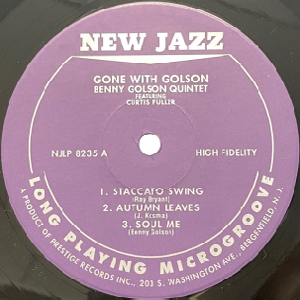 NEW JAZZ
GONE WITH GOLSON
BENNY GOLSON QUINTET
FEATURING
CURTIS FULLER
NJLP 8235 A
HIGH FIDELITY
1. STACCATO SWING
(Ray Bryant)
2. AUTUMN LEAVES
(J. Kosma)
3. SOUL ME
(Benny Golson)
LONG PLAYING MICROGROOVE
A PRODUCT OF PRESTIGE RECORDS INC., 203 S. WASHINGTON AVE., BERGENFIELD, N.J.